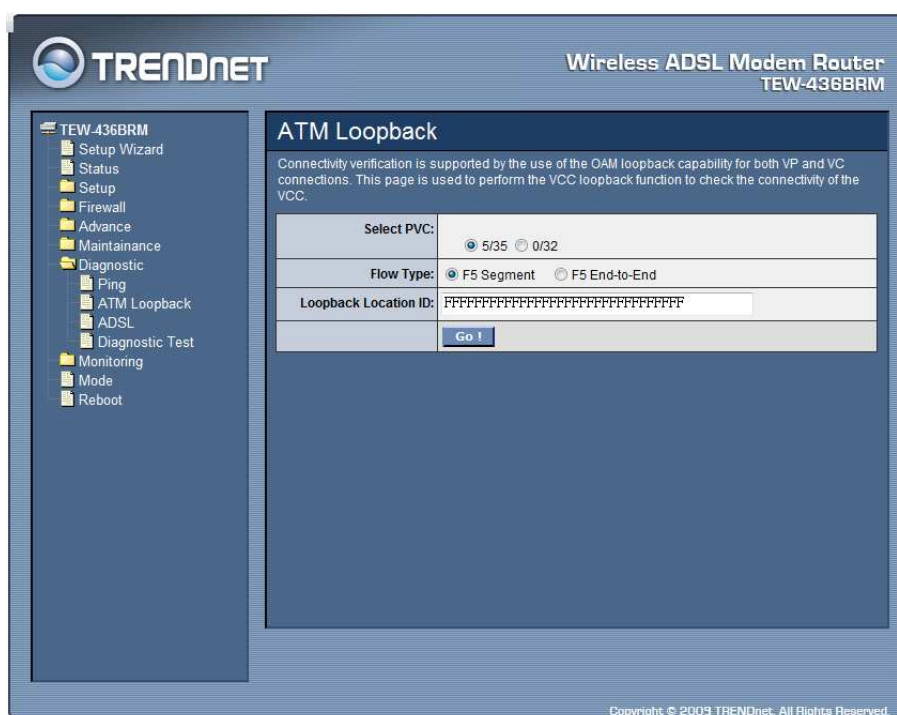 TRENDNET
Wireless ADSL Modem Router
TEW-436BRM
TEW-436BRM
Setup Wizard
Status
Setup
Firewall
Advance
Maintainance
Diagnostic
Ping
ATM Loopback
ADSL
Diagnostic Test
Monitoring
Mode
Reboot
ATM Loopback
Connectivity verification is supported by the use of the OAM loopback capability for both VP and VC
connections. This page is used to perform the VCC loopback function to check the connectivity of the
VCC.
Select PVC:
5/35 0/32
Flow Type: F5 Segment F5 End-to-End
Loopback Location ID: FFFFFFFFFFFFFFFFFFFFFFFFFFFFFFFF
Go !
Copyright © 2009 TRENDnet. All Rights Reserved.